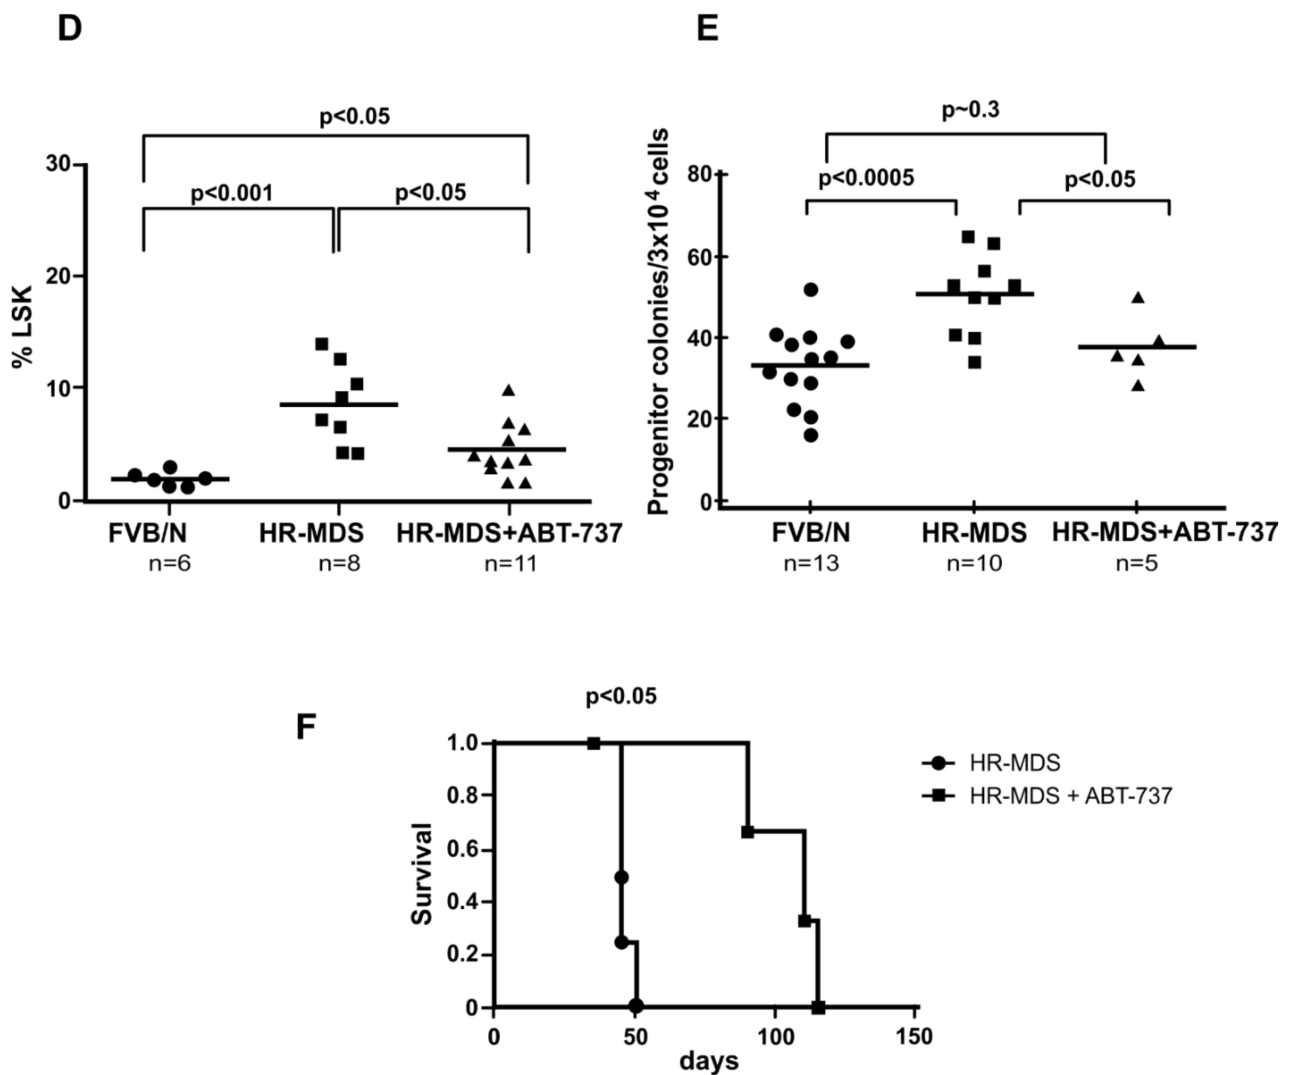 D
p<0.05
p<0.001
p<0.05
30
20
10
0
% LSK
FVB/N
HR-MDS
HR-MDS+ABT-737
n=6
n=8
n=11
E
p~0.3
p<0.0005
p<0.05
80
60
40
20
0
Progenitor colonies/3x10⁴ cells
FVB/N
HR-MDS
HR-MDS+ABT-737
n=13
n=10
n=5
F
p<0.05
1.0
0.8
0.6
0.4
0.2
0
Survival
0
50
100
150
days
HR-MDS
HR-MDS + ABT-737